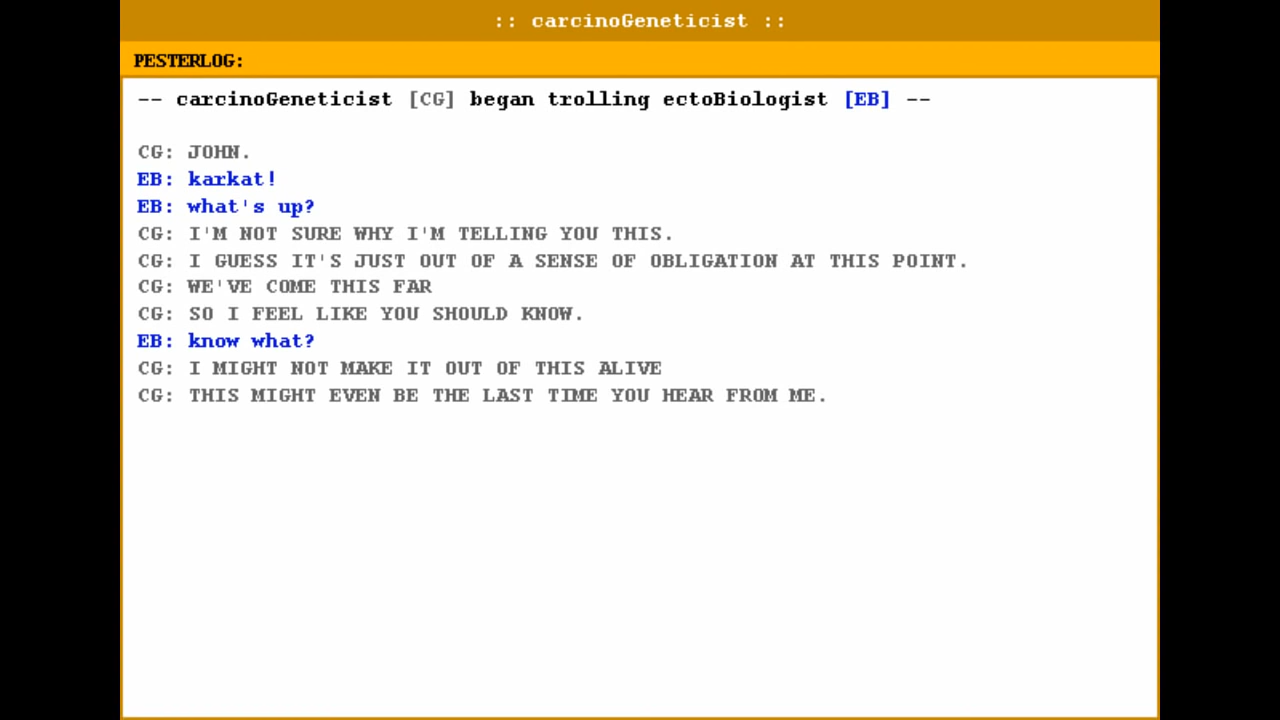 :: carcinoGeneticist ::
PESTERLOG:
-- carcinoGeneticist [CG] began trolling ectoBiologist [EB] --
CG: JOHN.
EB: karkat!
EB: what's up?
CG: I'M NOT SURE WHY I'M TELLING YOU THIS.
CG: I GUESS IT'S JUST OUT OF A SENSE OF OBLIGATION AT THIS POINT.
CG: WE'VE COME THIS FAR
CG: SO I FEEL LIKE YOU SHOULD KNOW.
EB: know what?
CG: I MIGHT NOT MAKE IT OUT OF THIS ALIVE
CG: THIS MIGHT EVEN BE THE LAST TIME YOU HEAR FROM ME.